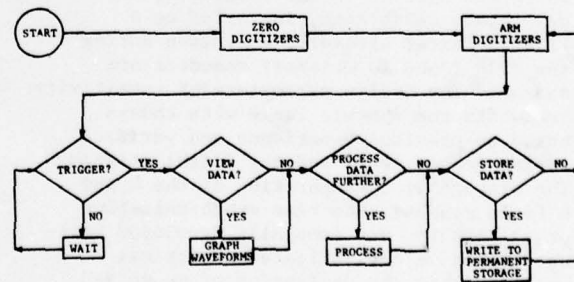 START
ZERO
DIGITIZERS
ARM
DIGITIZERS
TRIGGER?
YES
VIEW
DATA?
NO
PROCESS
DATA
FURTHER?
NO
STORE
DATA?
NO
NO
YES
YES
YES
WAIT
GRAPH
WAVEFORMS
PROCESS
WRITE TO
PERMANENT
STORAGE